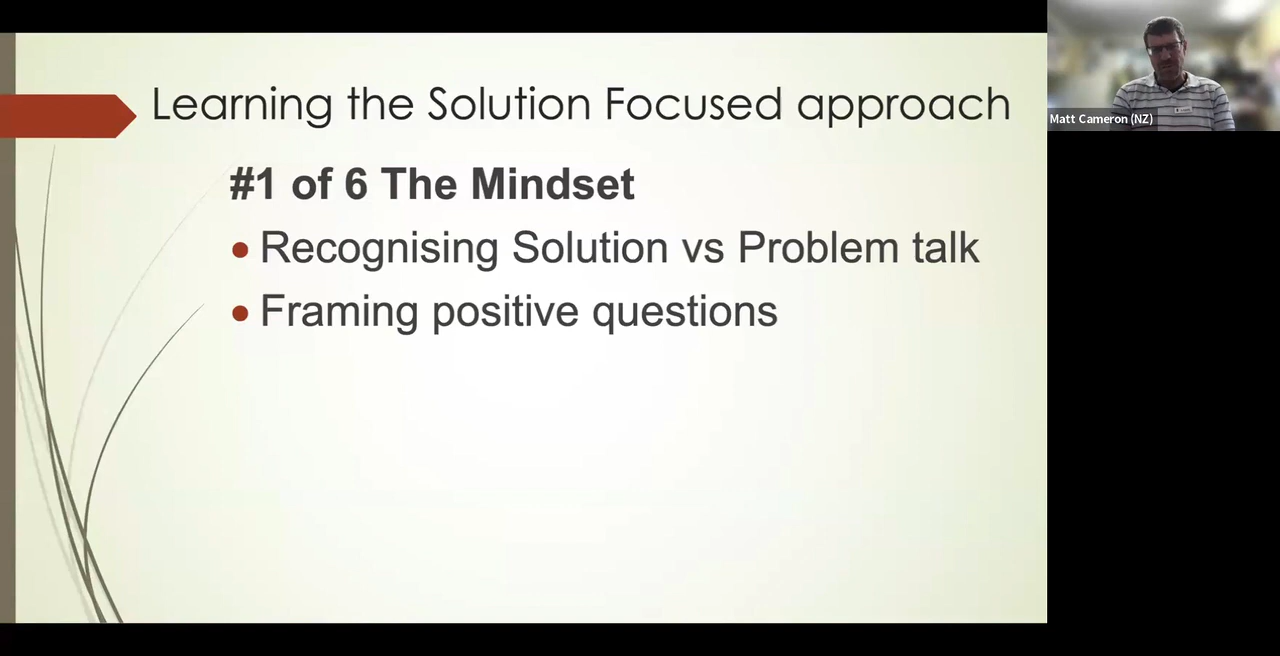 Learning the Solution Focused approach
#1 of 6 The Mindset
Recognising Solution vs Problem talk
Framing positive questions
Matt Cameron (NZ)